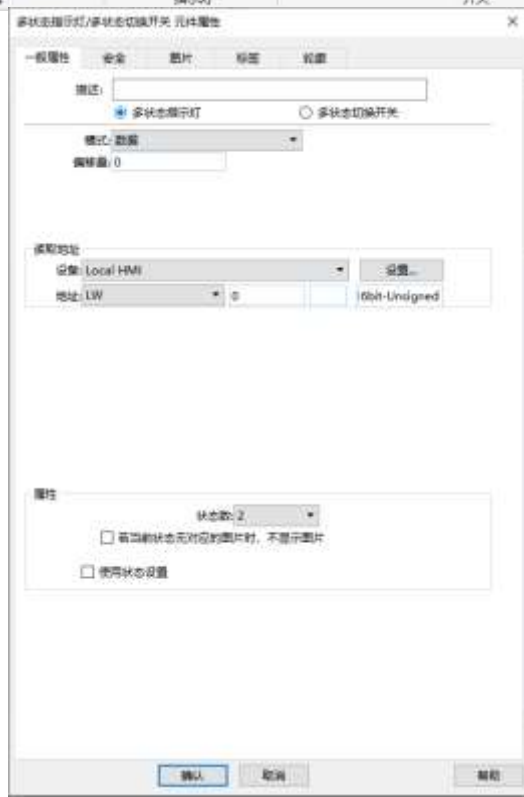 多状态指示灯/多状态切换开关 元件属性
一般属性 安全 图片 标签 轮廓
描述:
多状态指示灯 多状态切换开关
模式: 数据
偏移量: 0
读取地址
设备: Local HMI 设置...
地址: LW 0 16bit-Unsigned
属性
状态数: 2
若当前状态无对应的图片时，不显示图片
使用状态设置
确认 取消 帮助